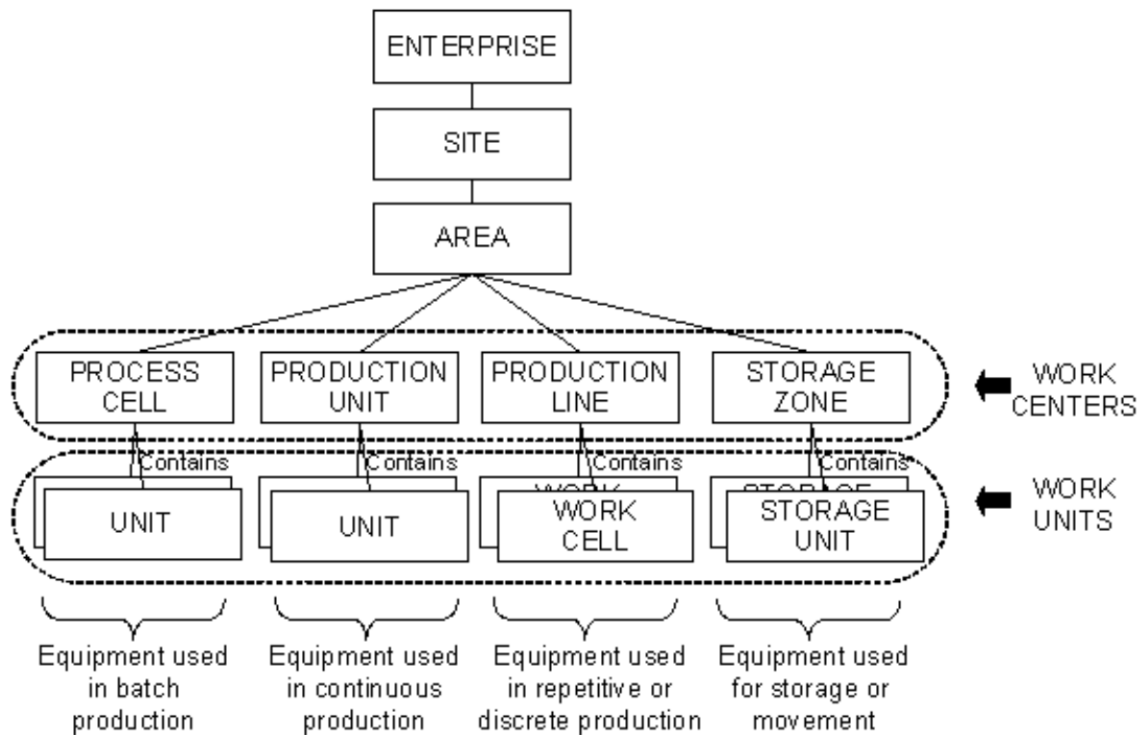 ENTERPRISE
SITE
AREA
PROCESS
CELL
PRODUCTION
UNIT
PRODUCTION
LINE
STORAGE
ZONE
WORK
CENTERS
Contains
Contains
Contains
Contains
WORK
STORAGE
UNIT
UNIT
WORK
CELL
STORAGE
UNIT
WORK
UNITS
Equipment used
in batch
production
Equipment used
in continuous
production
Equipment used
in repetitive or
discrete production
Equipment used
for storage or
movement